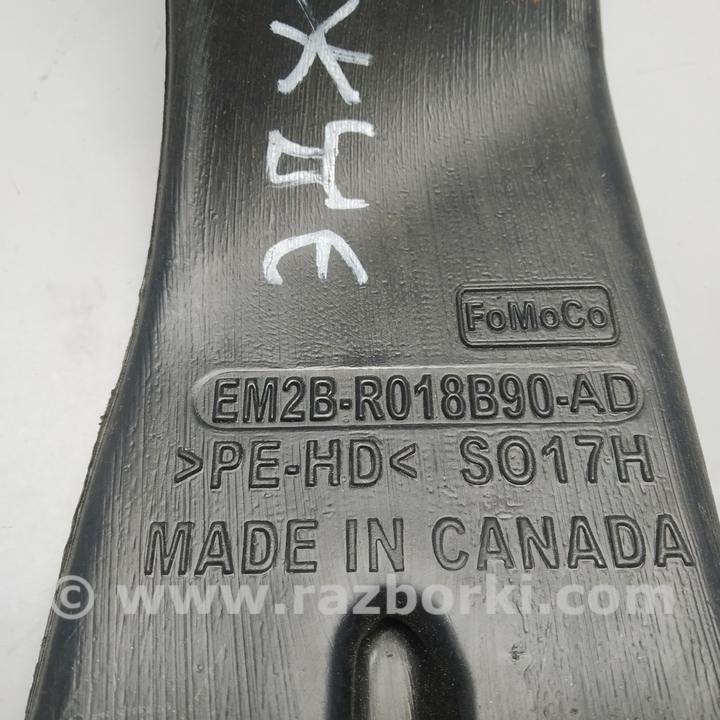 FoMoCo
EM2B-R018B90-AD
>PE-HD< SO17H
MADE IN CANADA
© www.razborki.com